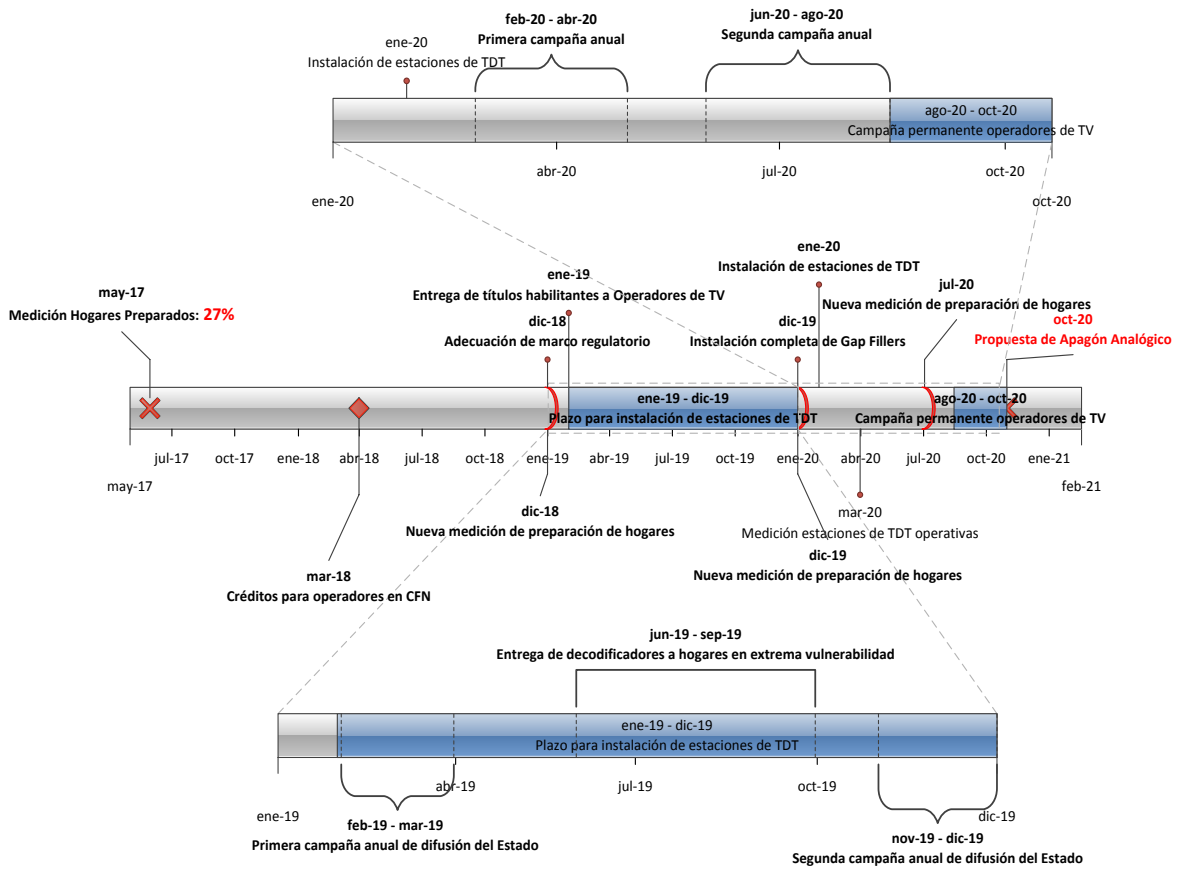 feb-20 - abr-20
Primera campaña anual
jun-20 - ago-20
Segunda campaña anual
ene-20
Instalación de estaciones de TDT
ago-20 - oct-20
Campaña permanente operadores de TV
abr-20
jul-20
oct-20
ene-20
oct-20
ene-20
Instalación de estaciones de TDT
ene-19
Entrega de títulos habilitantes a Operadores de TV
jul-20
Nueva medición de preparación de hogares
may-17
Medición Hogares Preparados: 27%
dic-18
Adecuación de marco regulatorio
dic-19
Instalación completa de Gap Fillers
oct-20
Propuesta de Apagón Analógico
ene-19 - dic-19
Plazo para instalación de estaciones de TDT
ago-20 - oct-20
Campaña permanente operadores de TV
jul-17
oct-17
ene-18
abr-18
jul-18
oct-18
ene-19
abr-19
jul-19
oct-19
ene-20
abr-20
jul-20
oct-20
ene-21
may-17
feb-21
dic-18
Nueva medición de preparación de hogares
mar-20
Medición estaciones de TDT operativas
dic-19
Nueva medición de preparación de hogares
mar-18
Créditos para operadores en CFN
jun-19 - sep-19
Entrega de decodificadores a hogares en extrema vulnerabilidad
ene-19 - dic-19
Plazo para instalación de estaciones de TDT
abr-19
jul-19
oct-19
ene-19
dic-19
feb-19 - mar-19
Primera campaña anual de difusión del Estado
nov-19 - dic-19
Segunda campaña anual de difusión del Estado